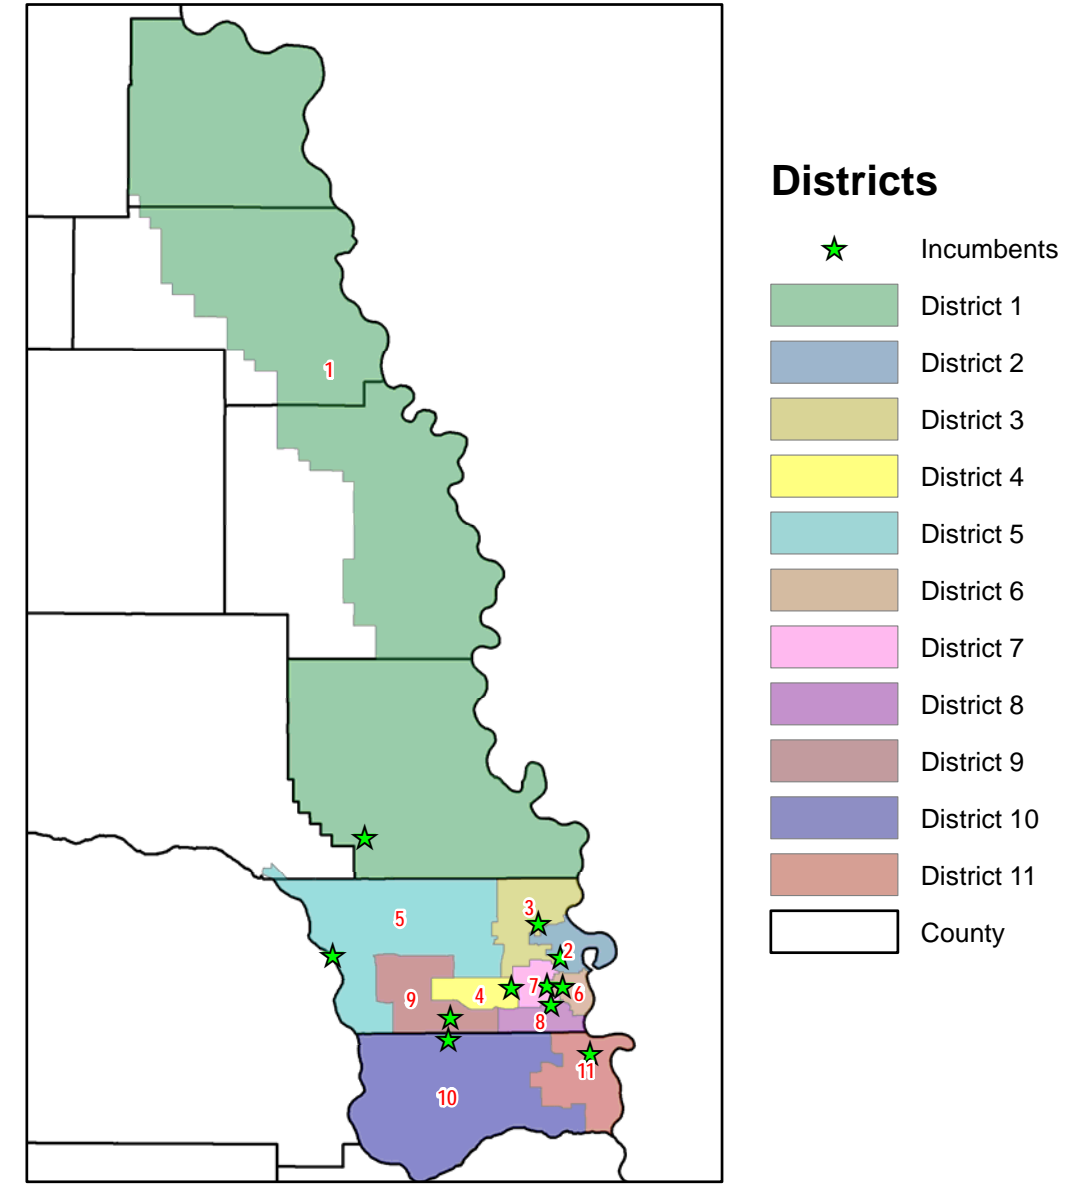 Districts
Incumbents
District 1
District 2
District 3
District 4
District 5
District 6
District 7
District 8
District 9
District 10
District 11
County
1
3
5
2
7
6
4
9
8
11
10